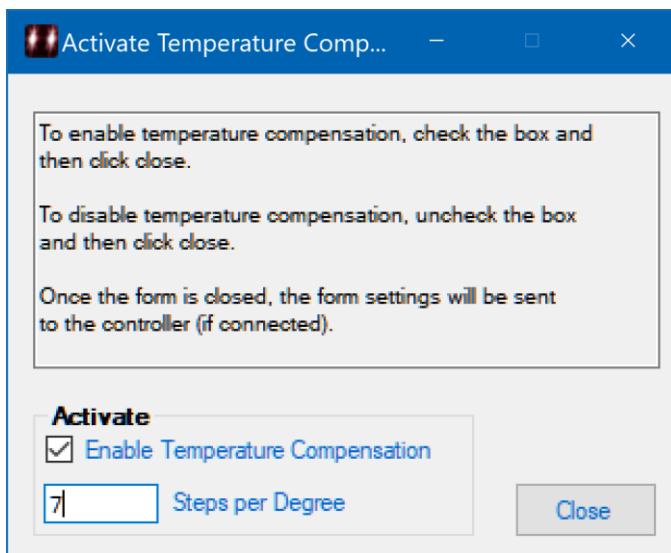 Activate Temperature Comp...
To enable temperature compensation, check the box and
then click close.
To disable temperature compensation, uncheck the box
and then click close.
Once the form is closed, the form settings will be sent
to the controller (if connected).
Activate
Enable Temperature Compensation
7 Steps per Degree
Close